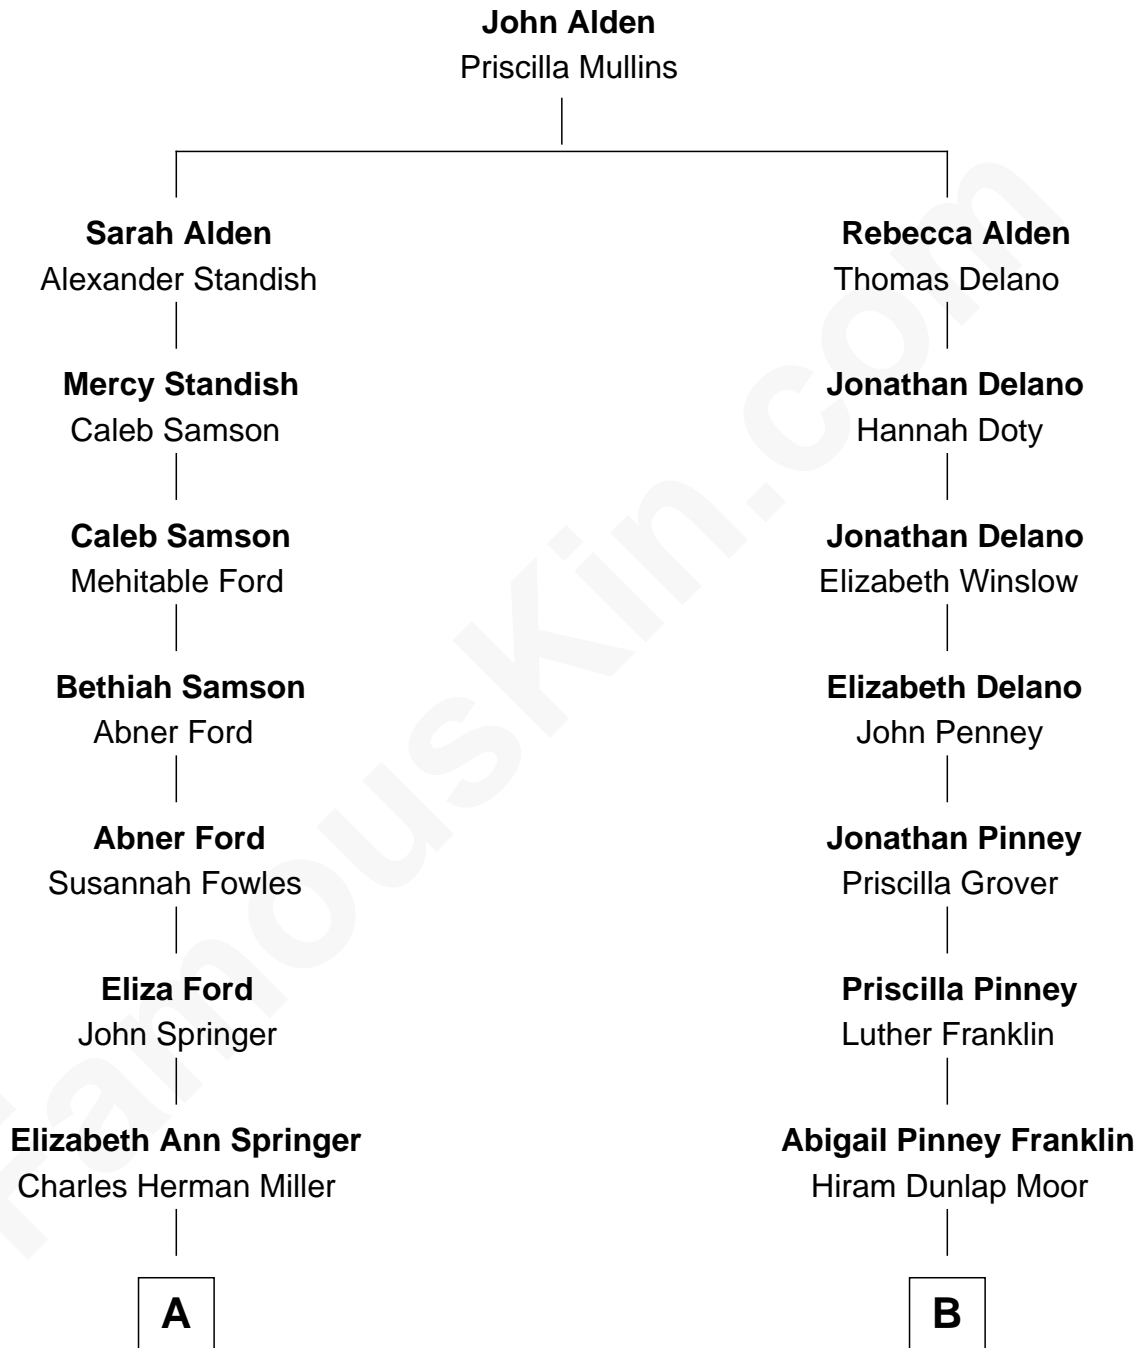 John Alden
Priscilla Mullins
Sarah Alden
Alexander Standish
Rebecca Alden
Thomas Delano
Mercy Standish
Caleb Samson
Jonathan Delano
Hannah Doty
Caleb Samson
Mehitable Ford
Jonathan Delano
Elizabeth Winslow
Bethiah Samson
Abner Ford
Elizabeth Delano
John Penney
Abner Ford
Susannah Fowles
Jonathan Pinney
Priscilla Grover
Eliza Ford
John Springer
Priscilla Pinney
Luther Franklin
Elizabeth Ann Springer
Charles Herman Miller
Abigail Pinney Franklin
Hiram Dunlap Moor
A
B
FamousKin.com